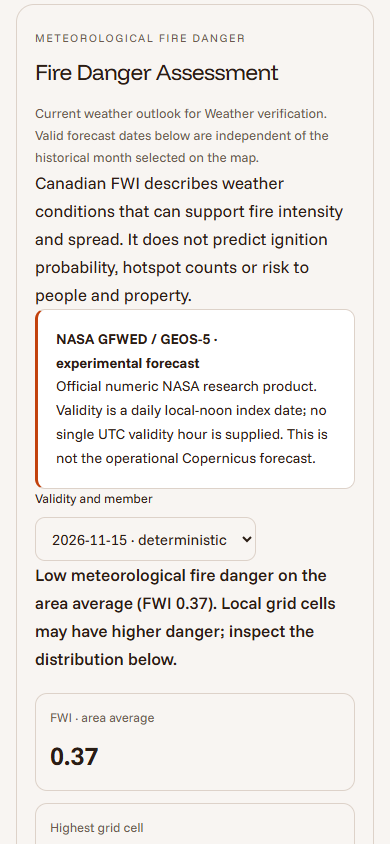 METEOROLOGICAL FIRE DANGER
Fire Danger Assessment
Current weather outlook for Weather verification.
Valid forecast dates below are independent of the
historical month selected on the map.
Canadian FWI describes weather
conditions that can support fire intensity
and spread. It does not predict ignition
probability, hotspot counts or risk to
people and property.
NASA GFWED / GEOS-5 ·
experimental forecast
Official numeric NASA research product.
Validity is a daily local-noon index date; no
single UTC validity hour is supplied. This is
not the operational Copernicus forecast.
Validity and member
2026-11-15 · deterministic
Low meteorological fire danger on the
area average (FWI 0.37). Local grid cells
may have higher danger; inspect the
distribution below.
FWI · area average
0.37
Highest grid cell